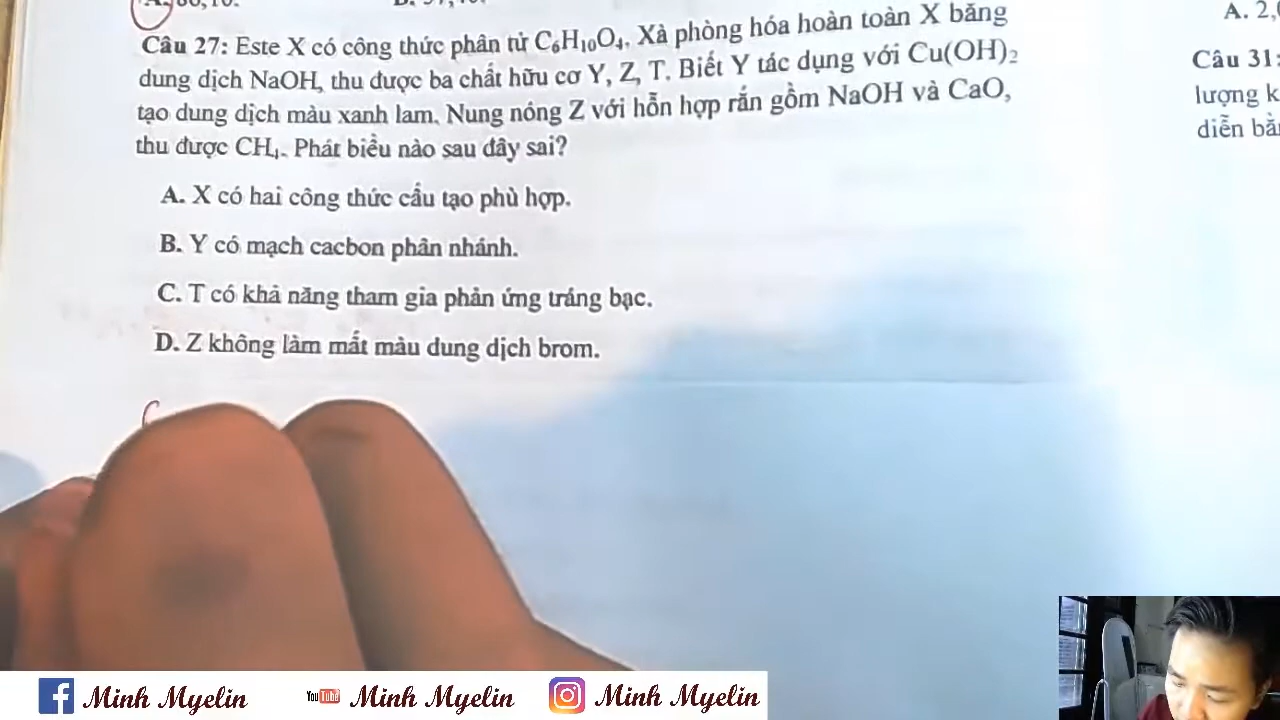 Câu 27: Este X có công thức phân tử C₆H₁₀O₄. Xà phòng hóa hoàn toàn X bằng
dung dịch NaOH, thu được ba chất hữu cơ Y, Z, T. Biết Y tác dụng với Cu(OH)₂
tạo dung dịch màu xanh lam. Nung nóng Z với hỗn hợp rắn gồm NaOH và CaO,
thu được CH₄. Phát biểu nào sau đây sai?
A. X có hai công thức cấu tạo phù hợp.
B. Y có mạch cacbon phân nhánh.
C. T có khả năng tham gia phản ứng tráng bạc.
D. Z không làm mất màu dung dịch brom.
A. 2,
Câu 31:
lượng k
diễn
Minh Myelin
YouTube Minh Myelin
Minh Myelin